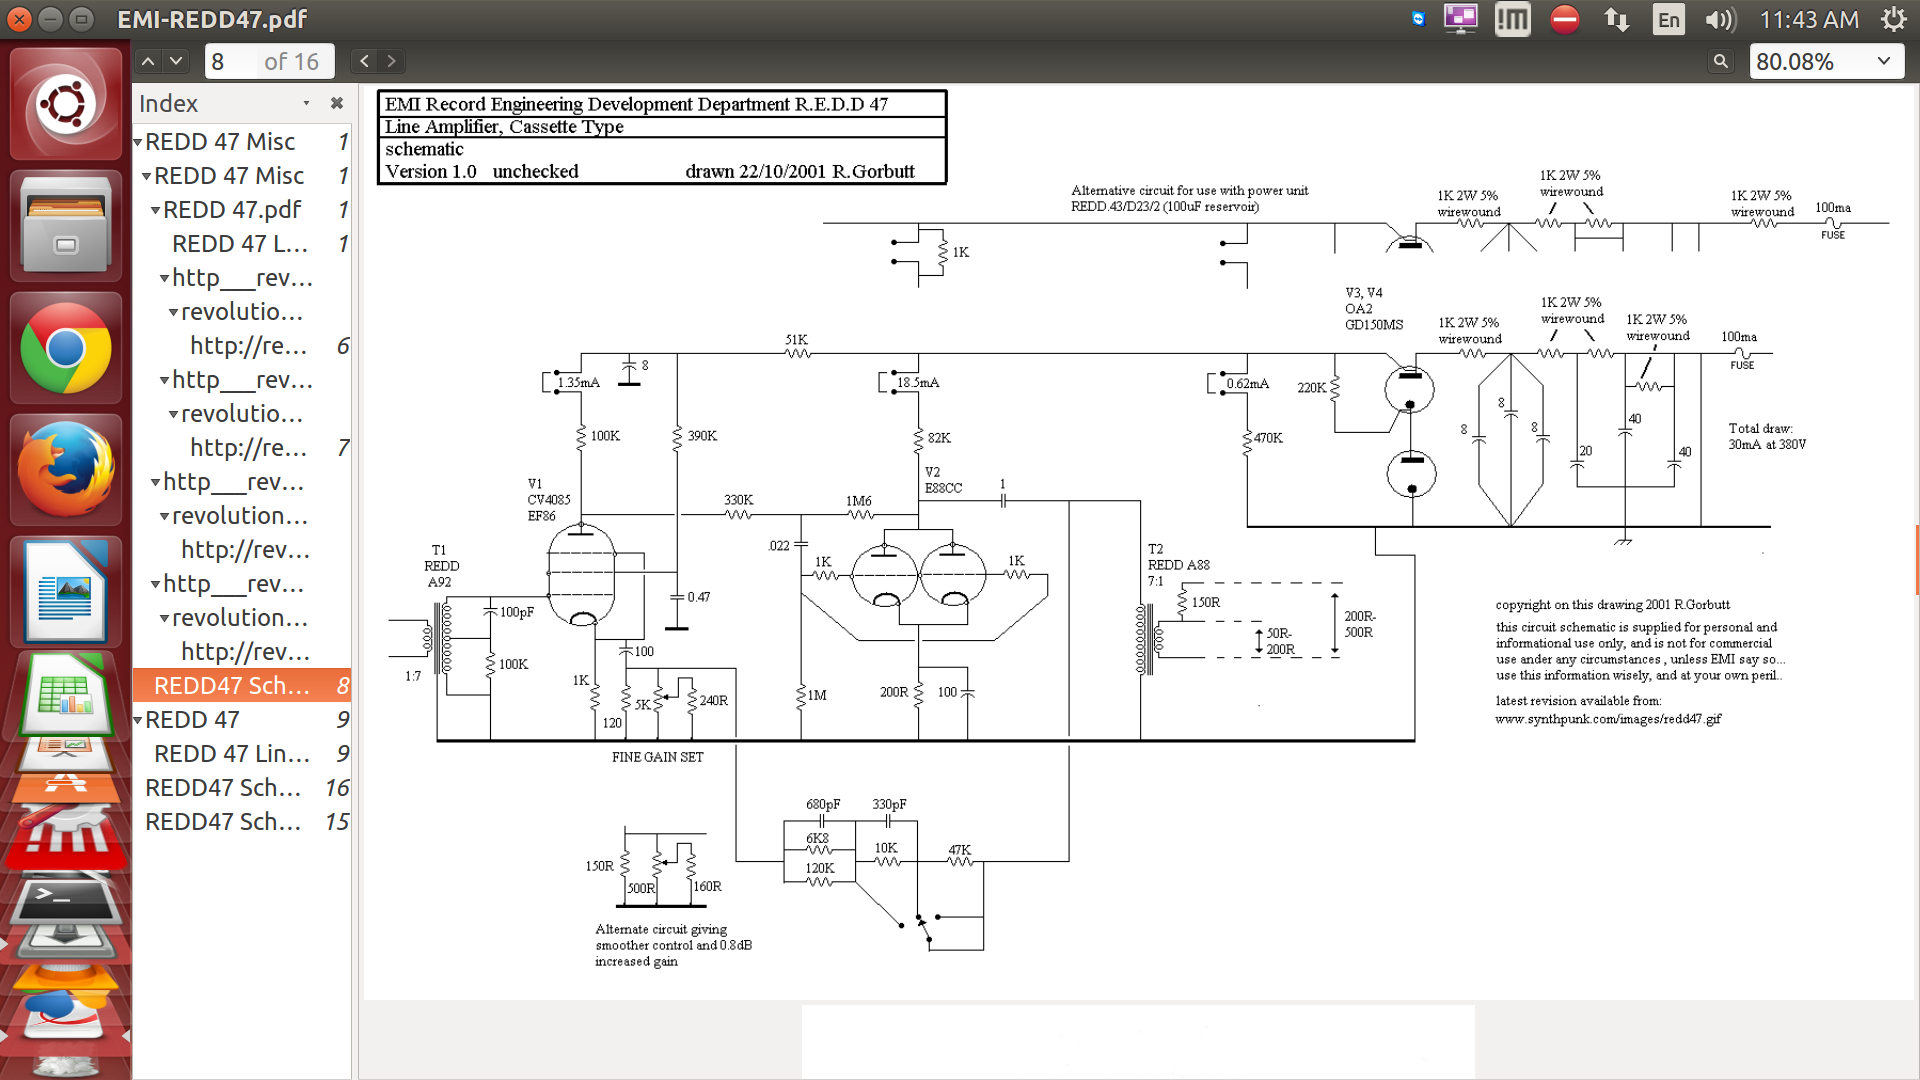 EMI-REDD47.pdf
En
11:43 AM
8 of 16
80.08%
Index
REDD 47 Misc 1
REDD 47 Misc 1
REDD 47.pdf 1
REDD 47 L... 1
http___rev...
revolutio...
http://re... 6
http___rev...
revolutio...
http://re... 7
http___rev...
revolution...
http://rev...
http___rev...
revolution...
http://rev...
REDD47 Sch... 8
REDD 47 9
REDD 47 Lin... 9
REDD47 Sch... 16
REDD47 Sch... 15
EMI Record Engineering Development Department R.E.D.D 47
Line Amplifier, Cassette Type
schematic
Version 1.0 unchecked drawn 22/10/2001 R.Gorbutt
Alternative circuit for use with power unit
REDD.43/D23/2 (100uF reservoir)
1K 2W 5%
wirewound
1K 2W 5%
wirewound
1K 2W 5%
wirewound
100ma
FUSE
1K
V3, V4
OA2
GD150MS
1K 2W 5%
wirewound
1K 2W 5%
wirewound
1K 2W 5%
wirewound
100ma
FUSE
51K
8
1.35mA
18.5mA
0.62mA
220K
100K
390K
82K
470K
8
8
8
20
40
40
Total draw:
30mA at 380V
V1
CV4085
EF86
V2
E88CC
330K
1M6
1
.022
1K
1K
T1
REDD
A92
100pF
0.47
T2
REDD A88
7:1
150R
50R-
200R
200R-
500R
100K
1:7
100
1K
120
5K
240R
1M
200R
100
FINE GAIN SET
copyright on this drawing 2001 R.Gorbutt
this circuit schematic is supplied for personal and
informational use only, and is not for commercial
use ander any circumstances , unless EMI say so...
use this information wisely, and at your own peril..
latest revision available from:
www.synthpunk.com/images/redd47.gif
680pF
330pF
6K8
10K
47K
120K
150R
500R
160R
Alternate circuit giving
smoother control and 0.8dB
increased gain